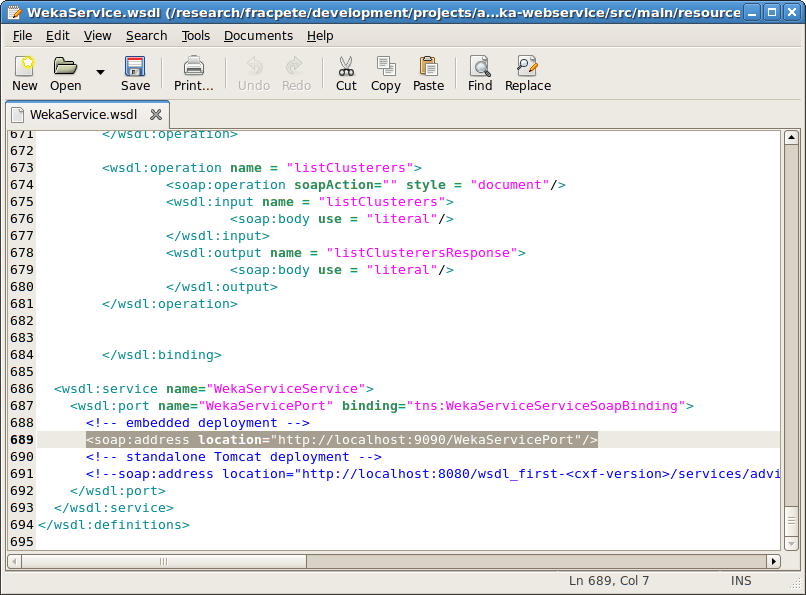 WekaService.wsdl (/research/fracpete/development/projects/a...ka-webservice/src/main/resource
File Edit View Search Tools Documents Help
New Open Save Print... Undo Redo Cut Copy Paste Find Replace
WekaService.wsdl
671 </wsdl:operation>
672
673 <wsdl:operation name = "listClusterers">
674 <soap:operation soapAction="" style = "document"/>
675 <wsdl:input name = "listClusterers">
676 <soap:body use = "literal"/>
677 </wsdl:input>
678 <wsdl:output name = "listClusterersResponse">
679 <soap:body use = "literal"/>
680 </wsdl:output>
681 </wsdl:operation>
682
683
684 </wsdl:binding>
685
686 <wsdl:service name="WekaServiceService">
687 <wsdl:port name="WekaServicePort" binding="tns:WekaServiceServiceSoapBinding">
688 <!-- embedded deployment -->
689 <soap:address location="http://localhost:9090/WekaServicePort"/>
690 <!-- standalone Tomcat deployment -->
691 <!--soap:address location="http://localhost:8080/wsdl_first-<cxf-version>/services/advi
692 </wsdl:port>
693 </wsdl:service>
694 </wsdl:definitions>
695
Ln 689, Col 7 INS